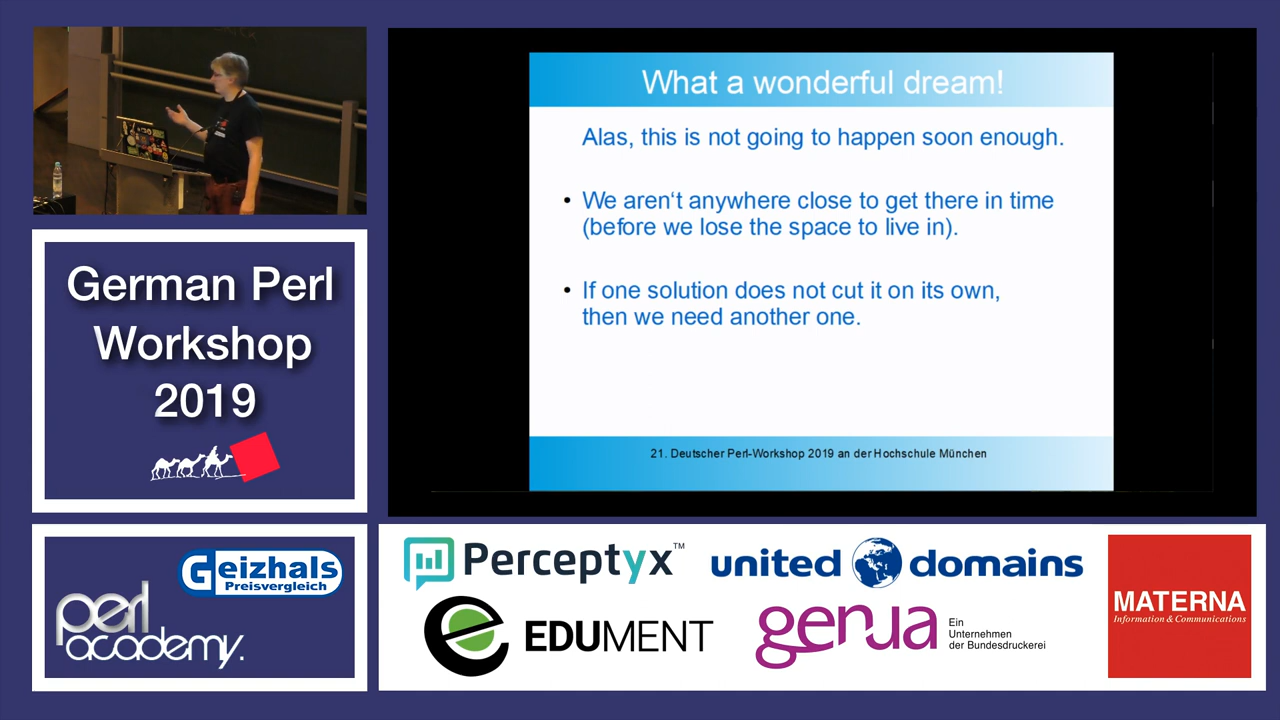 What a wonderful dream!
Alas, this is not going to happen soon enough.
• We aren‘t anywhere close to get there in time
(before we lose the space to live in).
• If one solution does not cut it on its own,
then we need another one.
21. Deutscher Perl-Workshop 2019 an der Hochschule München
German Perl
Workshop
2019
Geizhals
Preisvergleich
perl
academy.
Perceptyx™
united domains
EDUMENT
genua
Ein
Unternehmen
der Bundesdruckerei
MATERNA
Information & Communications